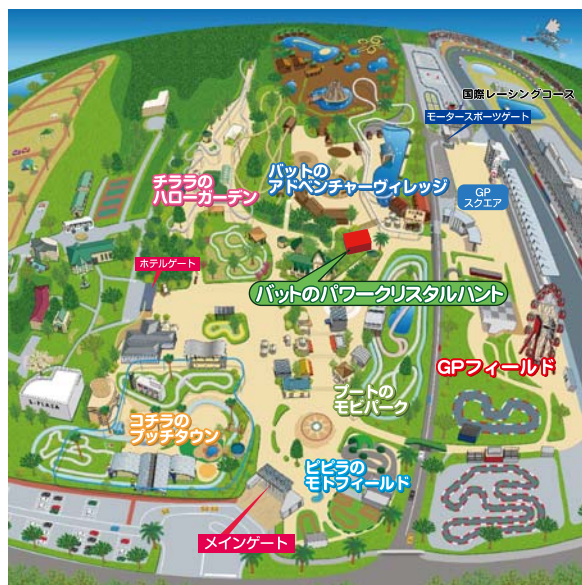 国際レーシングコース
モータースポーツゲート
バットの
アドベンチャーヴィレッジ
チララの
ハローガーデン
GP
スクエア
ホテルゲート
バットのパワークリスタルハント
GPフィールド
プートの
モビパーク
コチラの
プッチタウン
ピピラの
モトフィールド
メインゲート